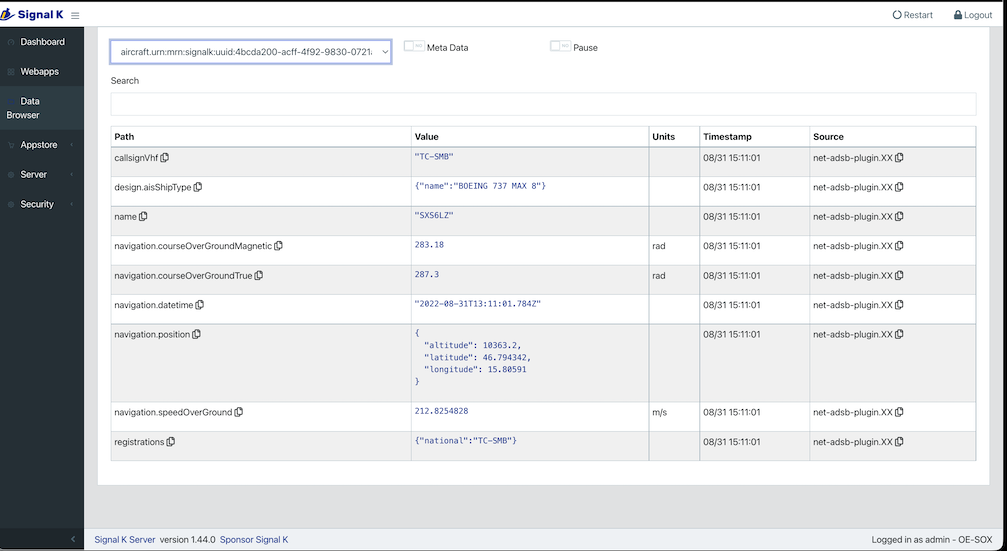 Signal K
Restart
Logout
Dashboard
Webapps
Data
Browser
Appstore
Server
Security
aircraft.urn:mrn:signalk:uuid:4bcda200-acff-4f92-9830-0721
Meta Data
Pause
Search
Path Value Units Timestamp Source
callsignVhf "TC-SMB" 08/31 15:11:01 net-adsb-plugin.XX
design.aisShipType {"name":"BOEING 737 MAX 8"} 08/31 15:11:01 net-adsb-plugin.XX
name "SXS6LZ" 08/31 15:11:01 net-adsb-plugin.XX
navigation.courseOverGroundMagnetic 283.18 rad 08/31 15:11:01 net-adsb-plugin.XX
navigation.courseOverGroundTrue 287.3 rad 08/31 15:11:01 net-adsb-plugin.XX
navigation.datetime "2022-08-31T13:11:01.784Z" 08/31 15:11:01 net-adsb-plugin.XX
navigation.position { 08/31 15:11:01 net-adsb-plugin.XX
"altitude": 10363.2,
"latitude": 46.794342,
"longitude": 15.80591
}
navigation.speedOverGround 212.8254828 m/s 08/31 15:11:01 net-adsb-plugin.XX
registrations {"national":"TC-SMB"} 08/31 15:11:01 net-adsb-plugin.XX
Signal K Server version 1.44.0 Sponsor Signal K
Logged in as admin - OE-SOX